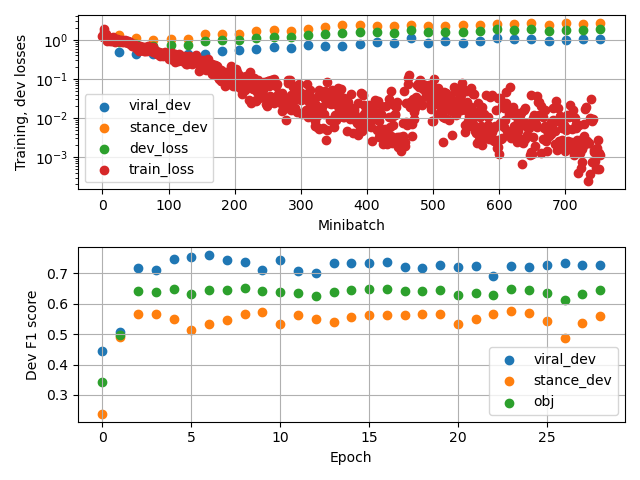 Training, dev losses
10⁰
10⁻¹
10⁻²
10⁻³
viral_dev
stance_dev
dev_loss
train_loss
0 100 200 300 400 500 600 700
Minibatch
Dev F1 score
0.7
0.6
0.5
0.4
0.3
viral_dev
stance_dev
obj
0 5 10 15 20 25
Epoch